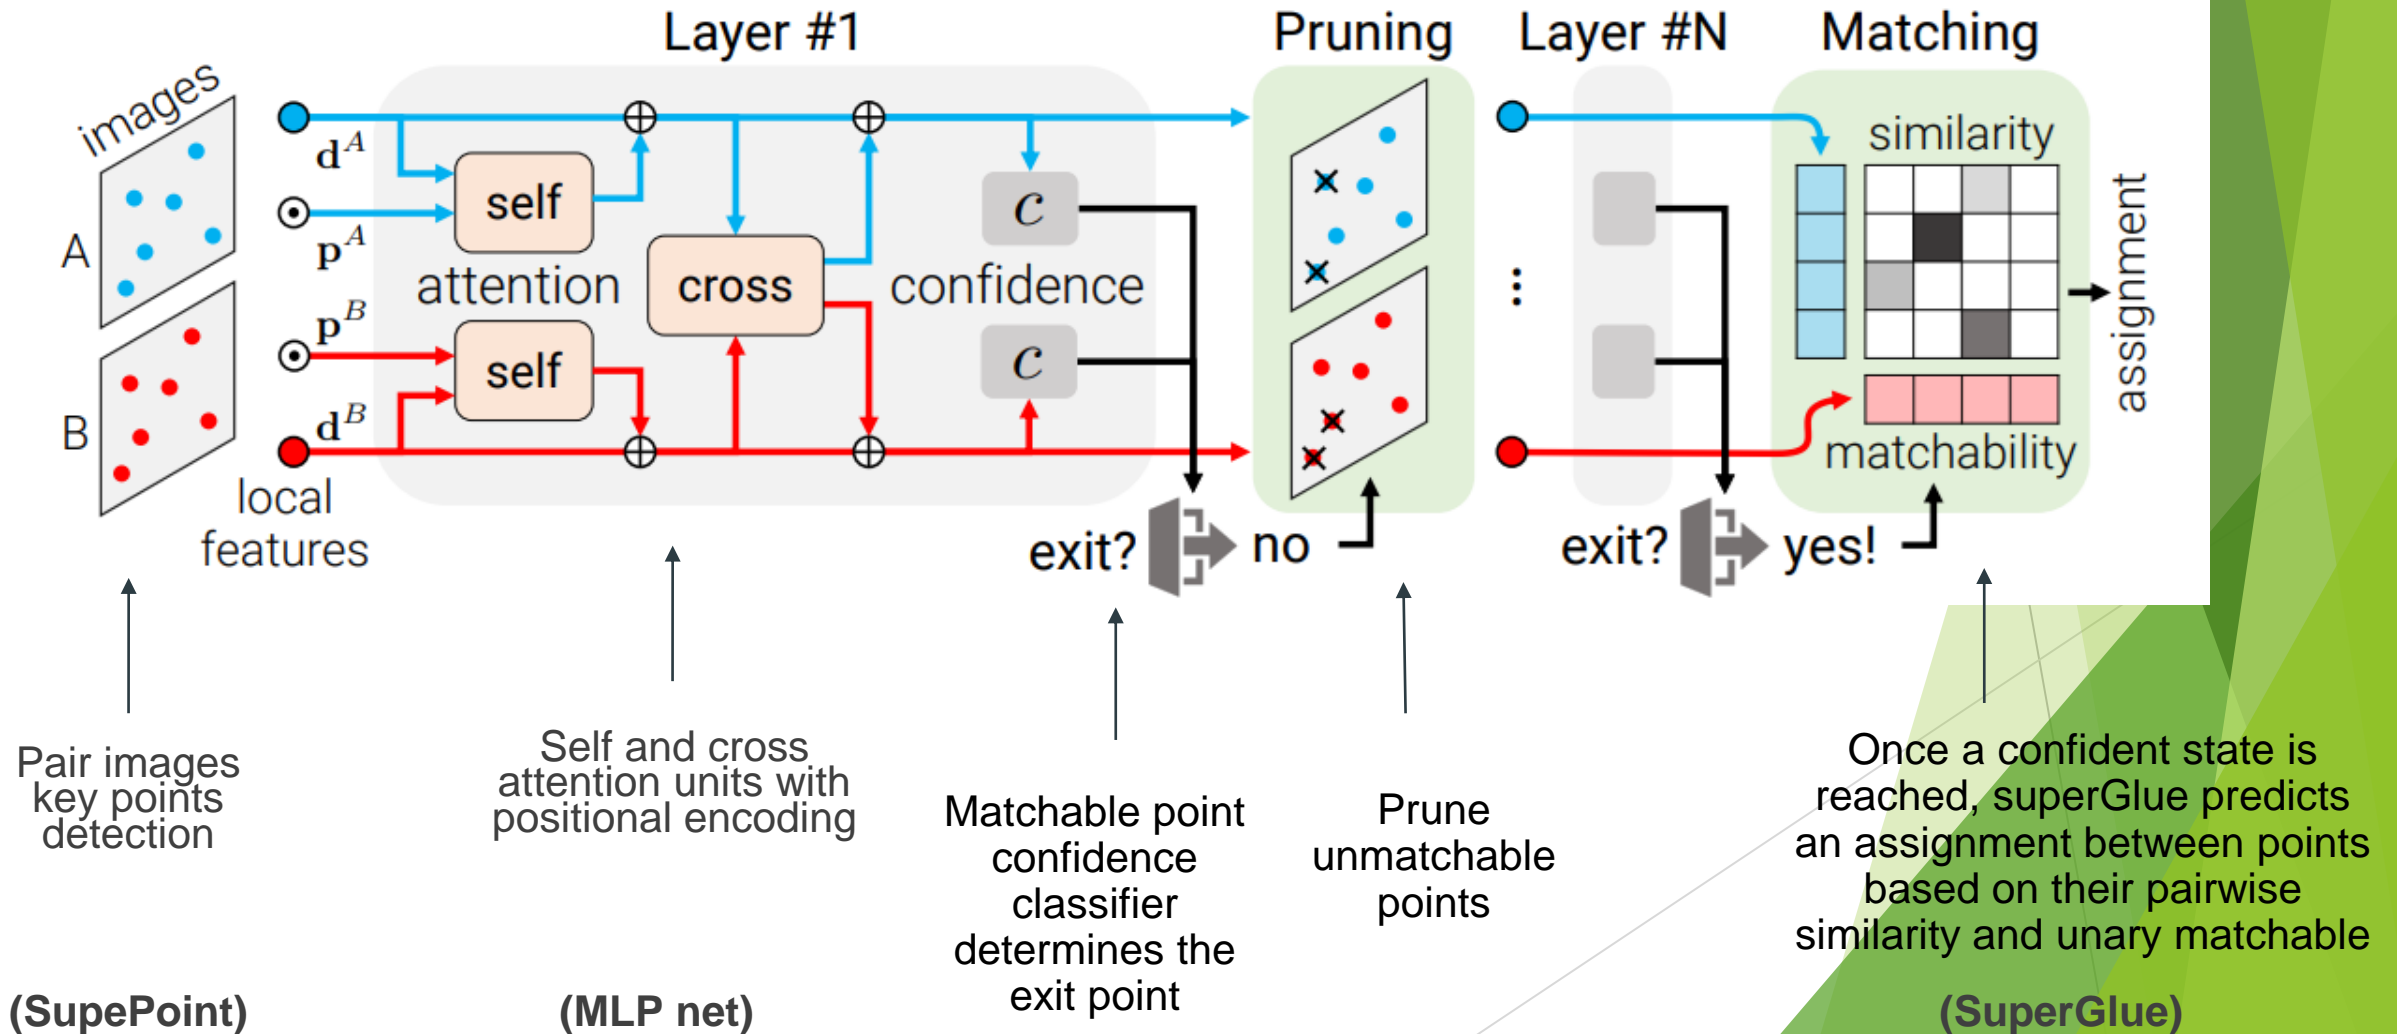 Layer #1
Pruning
Layer #N
Matching
images
A
B
d^A
p^A
p^B
d^B
local
features
self
attention
self
cross
confidence
c
c
exit?
no
⋮
exit?
yes!
similarity
matchability
assignment
Pair images
key points
detection
(SupePoint)
Self and cross
attention units with
positional encoding
(MLP net)
Matchable point
confidence
classifier
determines the
exit point
Prune
unmatchable
points
Once a confident state is
reached, superGlue predicts
an assignment between points
based on their pairwise
similarity and unary matchable
(SuperGlue)